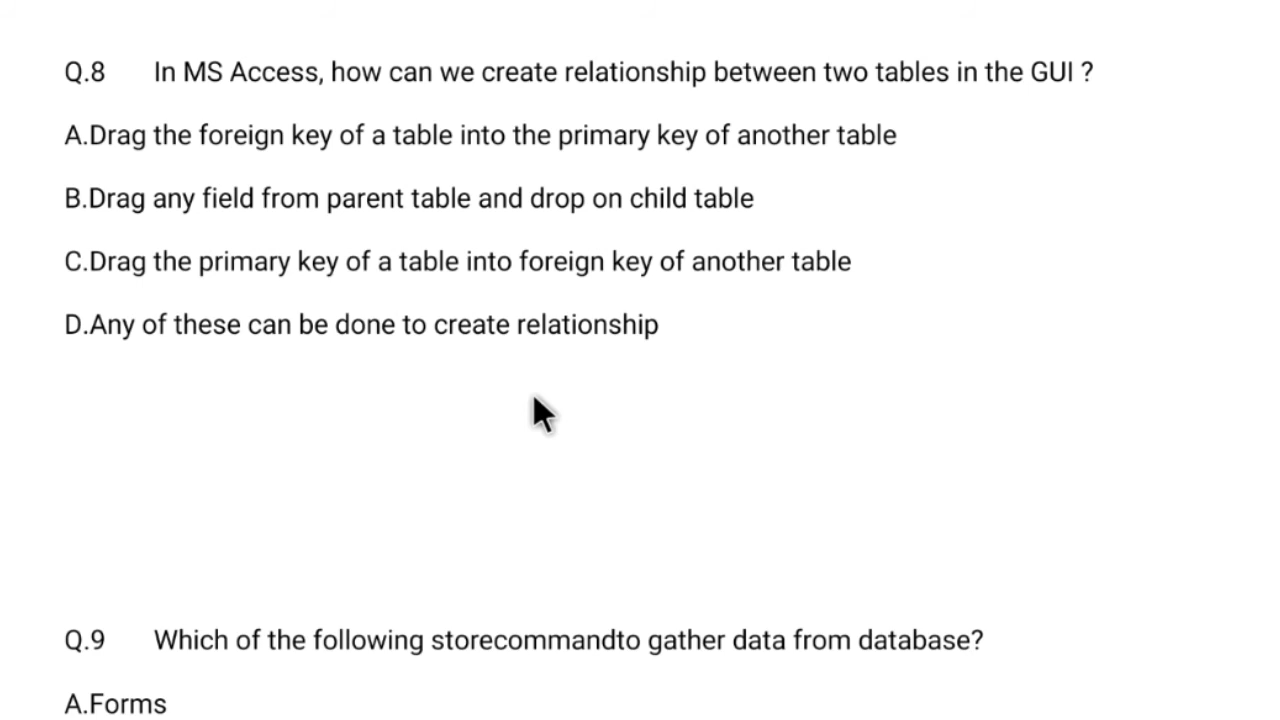 Q.8 In MS Access, how can we create relationship between two tables in the GUI ?
A.Drag the foreign key of a table into the primary key of another table
B.Drag any field from parent table and drop on child table
C.Drag the primary key of a table into foreign key of another table
D.Any of these can be done to create relationship
Q.9 Which of the following storecommandto gather data from database?
A.Forms